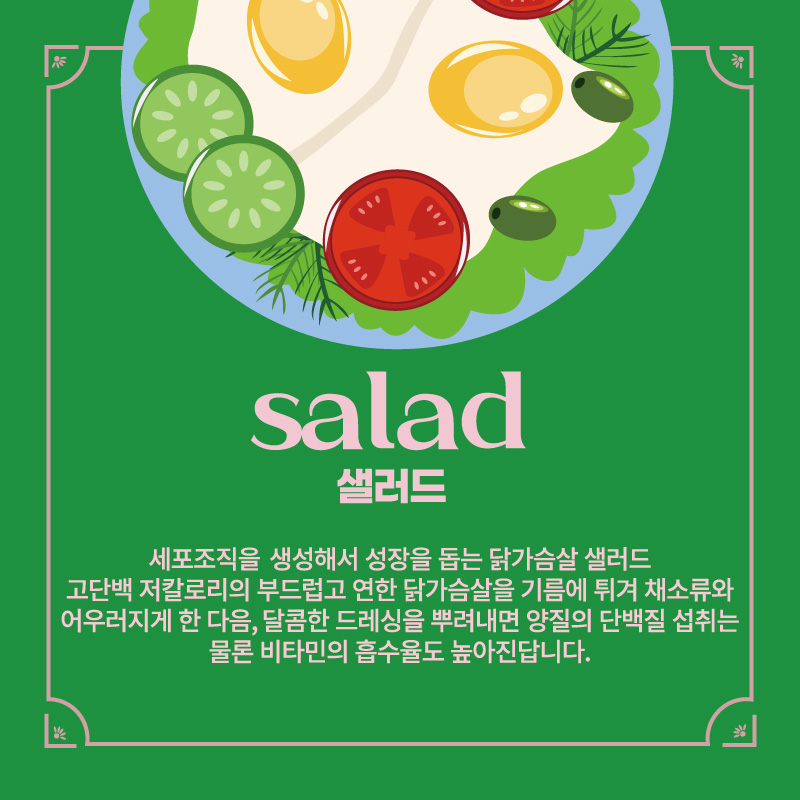 salad
샐러드
세포조직을 생성해서 성장을 돕는 닭가슴살 샐러드
고단백 저칼로리의 부드럽고 연한 닭가슴살을 기름에 튀겨 채소류와
어우러지게 한 다음, 달콤한 드레싱을 뿌려내면 양질의 단백질 섭취는
물론 비타민의 흡수율도 높아진답니다.